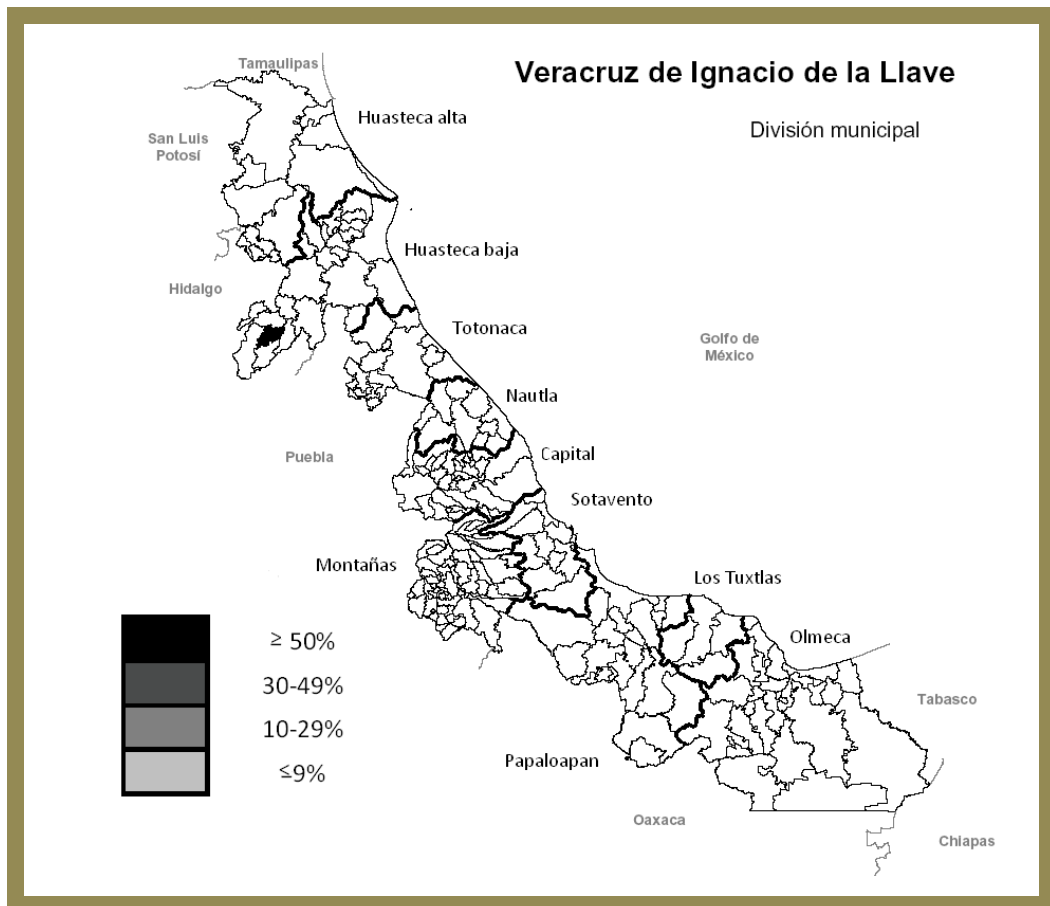 Veracruz de Ignacio de la Llave
División municipal
Tamaulipas
Huasteca alta
San Luis
Potosí
Huasteca baja
Hidalgo
Totonaca
Golfo de
México
Nautla
Puebla
Capital
Sotavento
Montañas
Los Tuxtlas
Olmeca
≥ 50%
30-49%
10-29%
≤9%
Tabasco
Papaloapan
Oaxaca
Chiapas